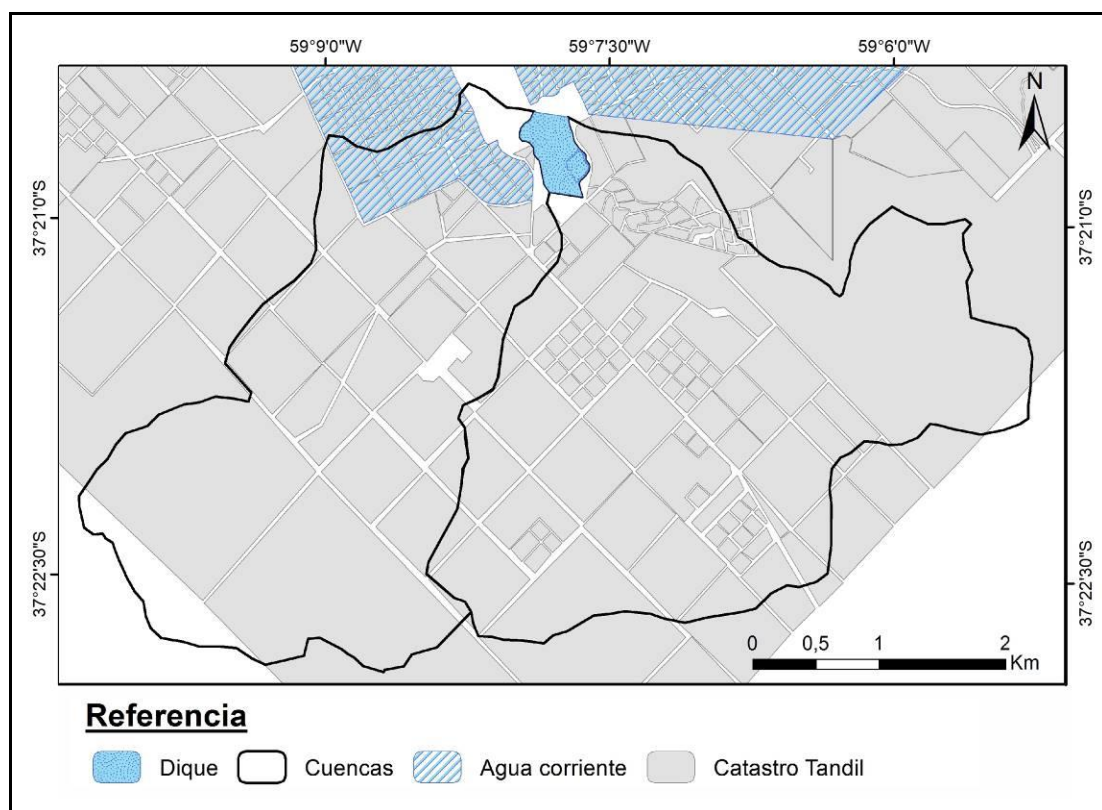 59°9'0"W 59°7'30"W 59°6'0"W
N
37°21'0"S 37°21'0"S
37°22'30"S 37°22'30"S
0 0,5 1 2
Km
Referencia
Dique Cuencas Agua corriente Catastro Tandil